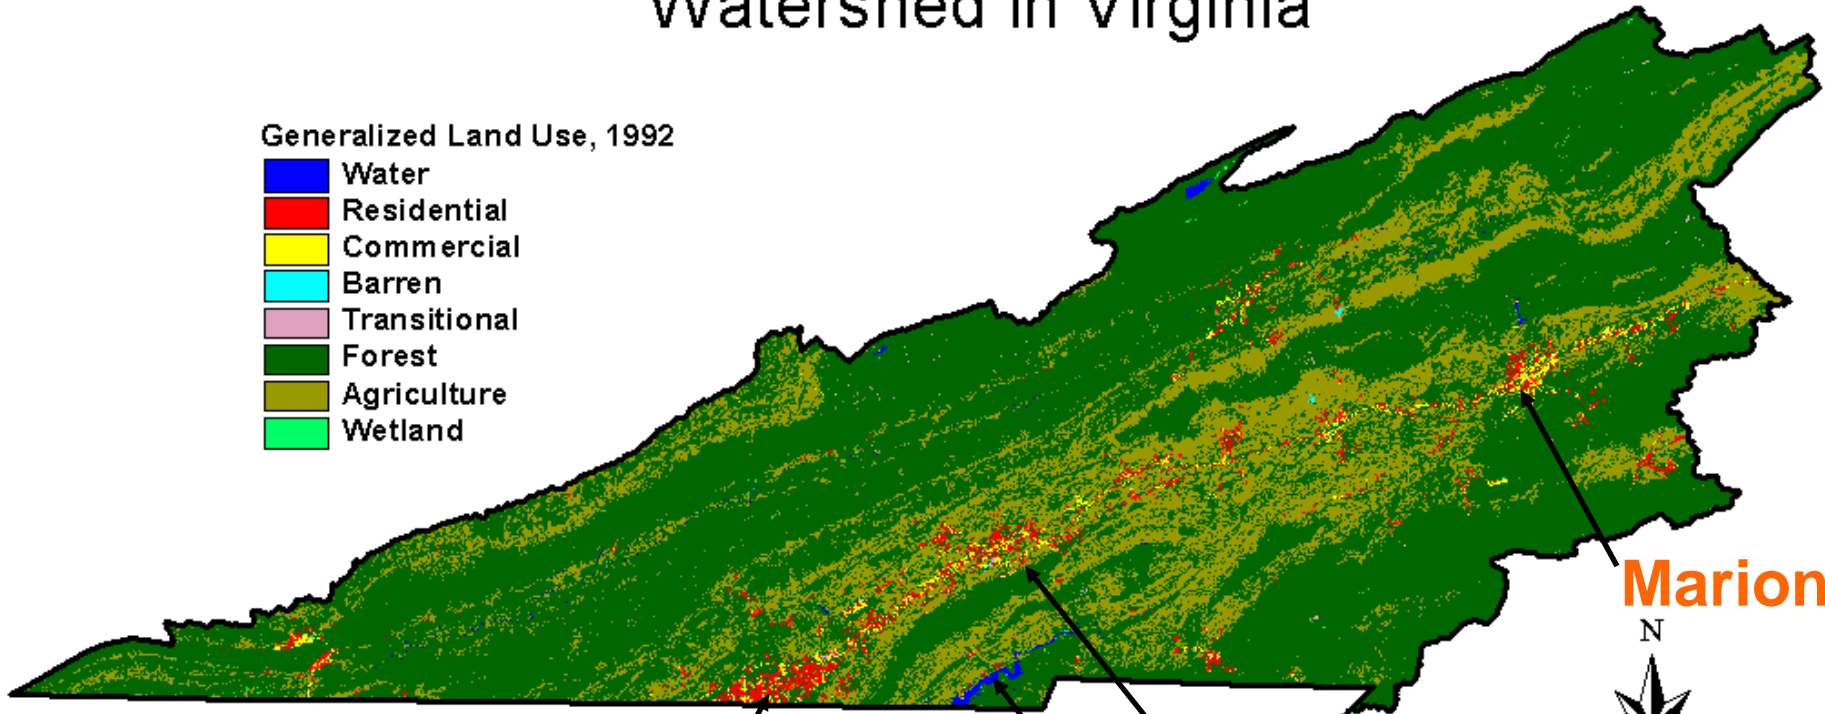 Watershed in Virginia
Generalized Land Use, 1992
Water
Residential
Commercial
Barren
Transitional
Forest
Agriculture
Wetland
Marion
N